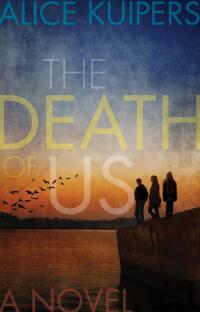 ALICE KUIPERS
THE
DEATH
OF US
A NOVEL